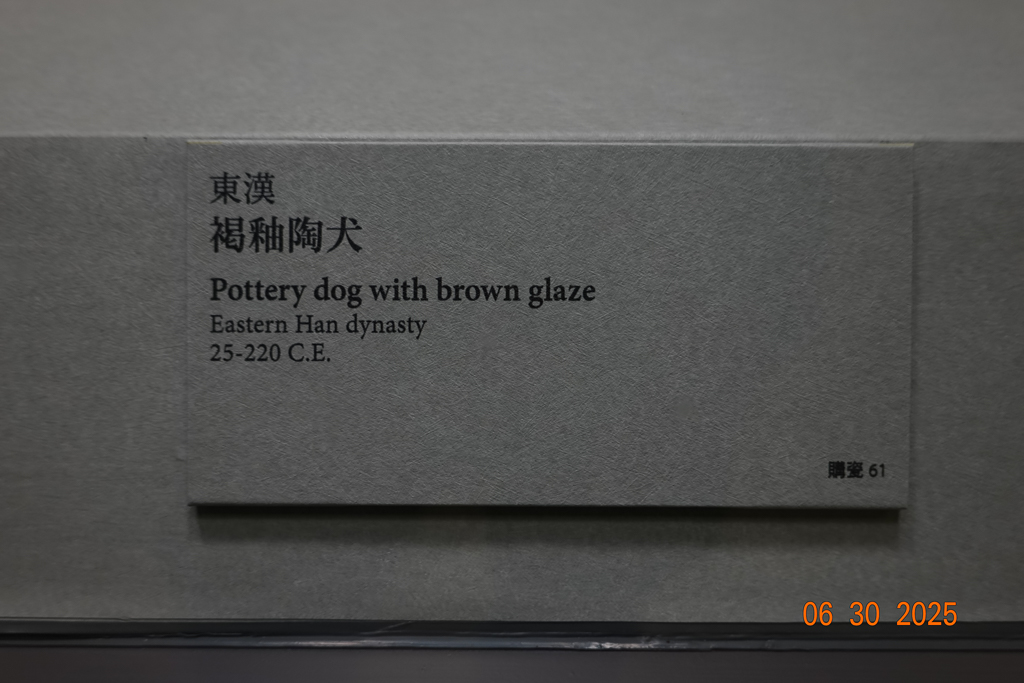 東漢
褐釉陶犬
Pottery dog with brown glaze
Eastern Han dynasty
25-220 C.E.
購瓷 61
06 30 2025